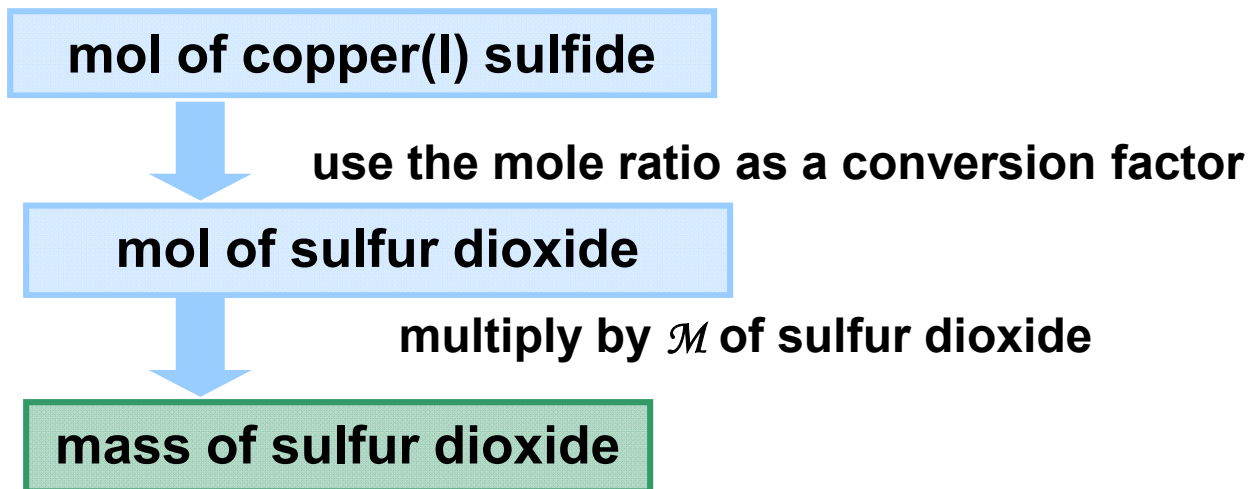 mol of copper(I) sulfide
use the mole ratio as a conversion factor
mol of sulfur dioxide
multiply by ℳ of sulfur dioxide
mass of sulfur dioxide